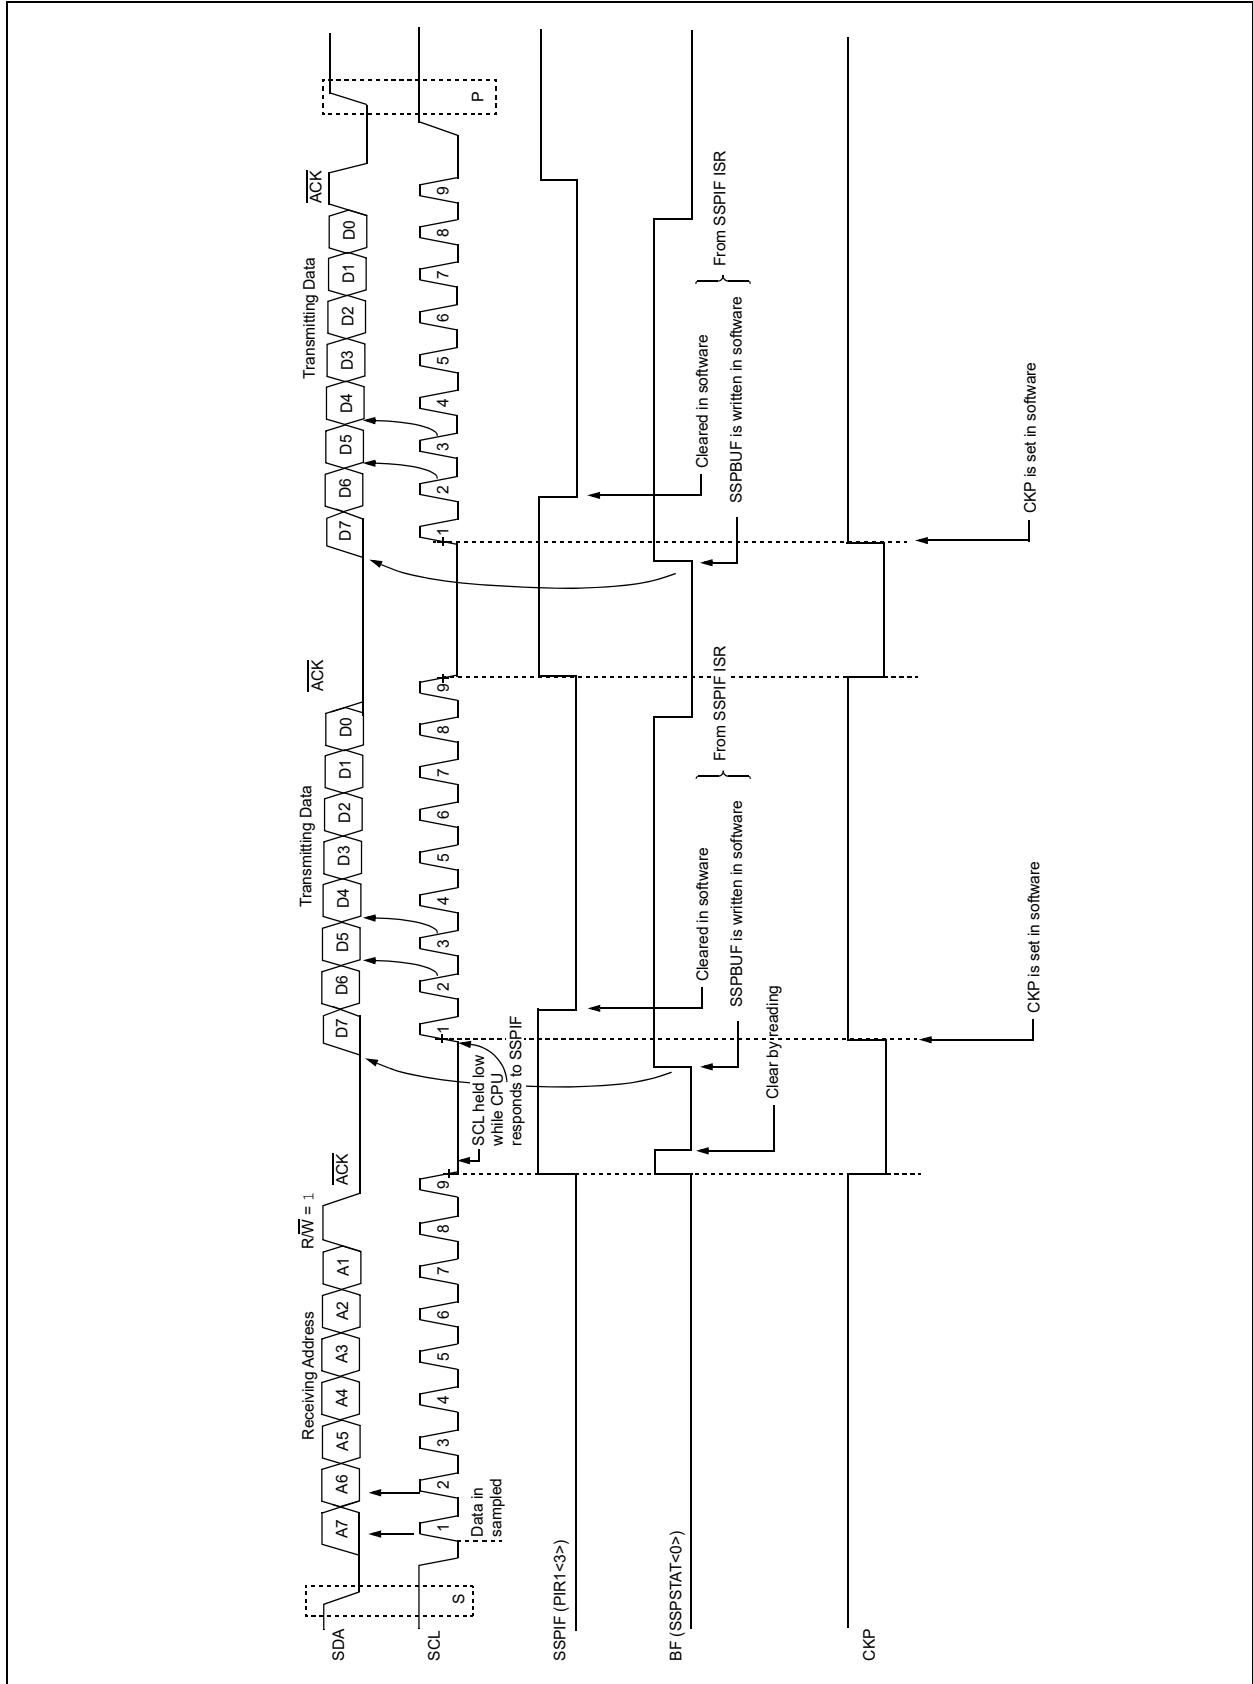 Receiving Address
R/W = 1
ACK
Transmitting Data
ACK
Transmitting Data
ACK
SDA
A7 A6 A5 A4 A3 A2 A1
D7 D6 D5 D4 D3 D2 D1 D0
D7 D6 D5 D4 D3 D2 D1 D0
SCL
1 2 3 4 5 6 7 8 9
1 2 3 4 5 6 7 8 9
1 2 3 4 5 6 7 8 9
S
Data in
sampled
SCL held low
while CPU
responds to SSPIF
P
SSPIF (PIR1<3>)
BF (SSPSTAT<0>)
Cleared in software
From SSPIF ISR
SSPBUF is written in software
Clear by reading
Cleared in software
From SSPIF ISR
SSPBUF is written in software
CKP
CKP is set in software
CKP is set in software